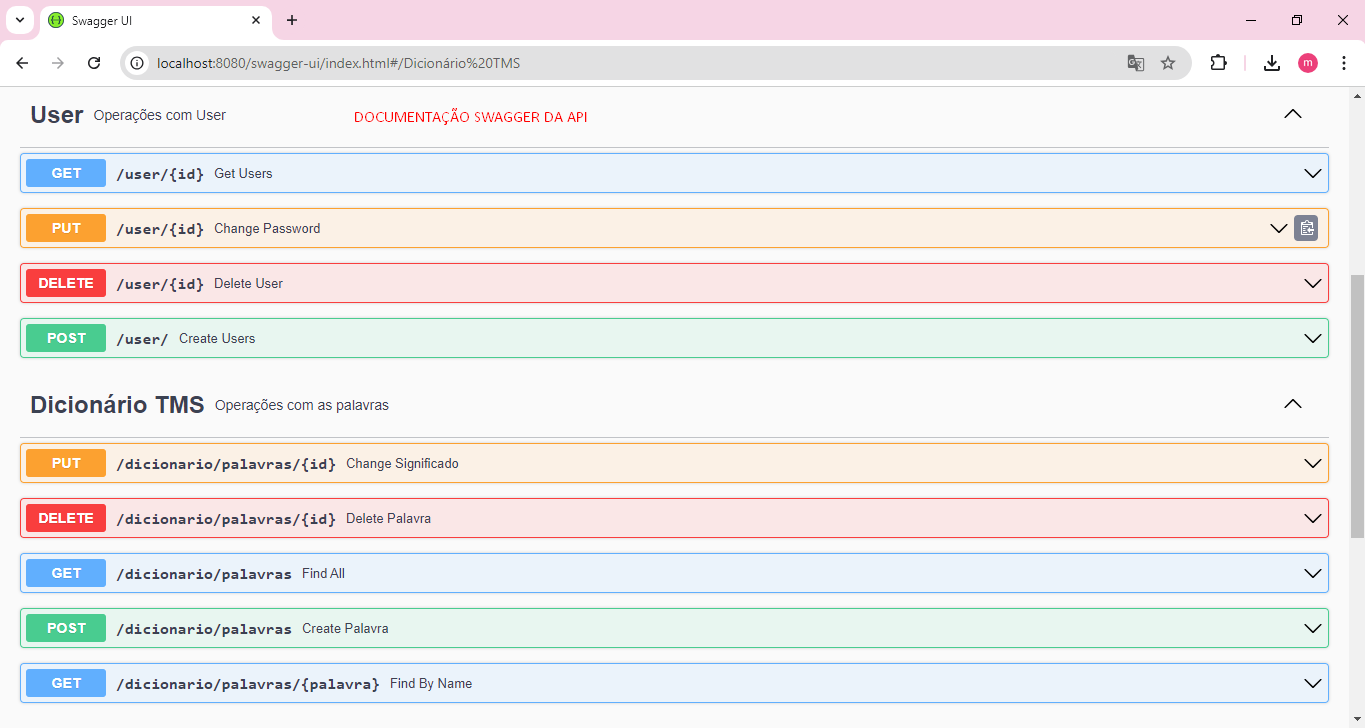 Swagger UI
localhost:8080/swagger-ui/index.html#/Dicionário%20TMS
m
User Operações com User DOCUMENTAÇÃO SWAGGER DA API
GET /user/{id} Get Users
PUT /user/{id} Change Password
DELETE /user/{id} Delete User
POST /user/ Create Users
Dicionário TMS Operações com as palavras
PUT /dicionario/palavras/{id} Change Significado
DELETE /dicionario/palavras/{id} Delete Palavra
GET /dicionario/palavras Find All
POST /dicionario/palavras Create Palavra
GET /dicionario/palavras/{palavra} Find By Name